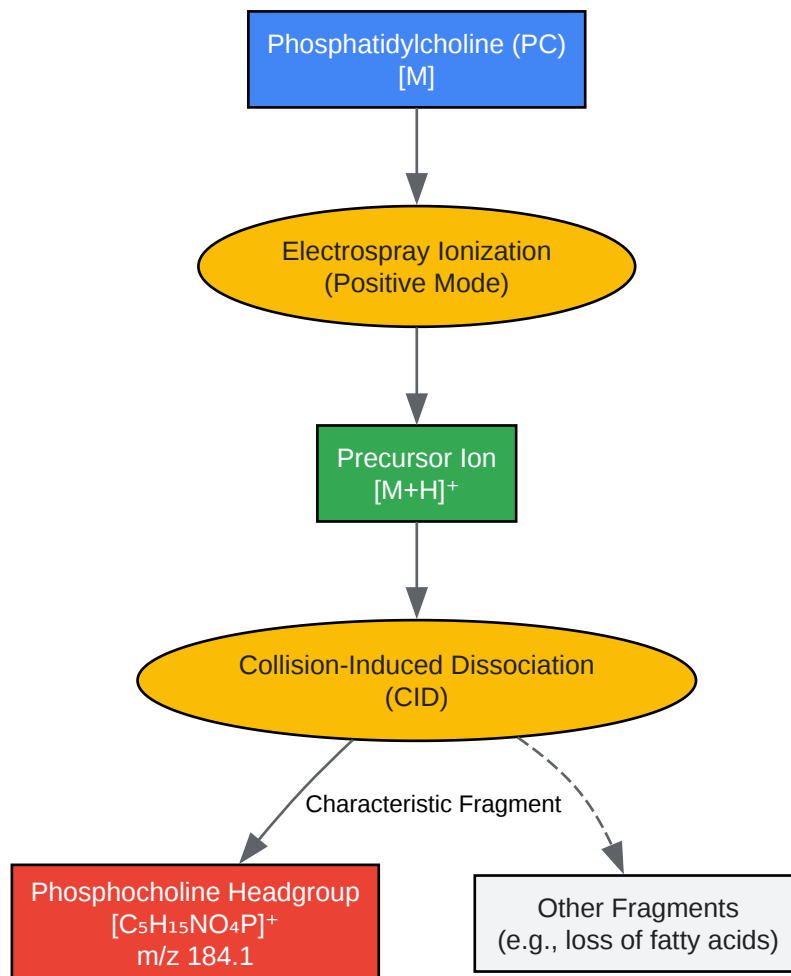 Phosphatidylcholine (PC)
[M]
Electrospray Ionization
(Positive Mode)
Precursor Ion
[M+H]⁺
Collision-Induced Dissociation
(CID)
Characteristic Fragment
Phosphocholine Headgroup
[C₅H₁₅NO₄P]⁺
m/z 184.1
Other Fragments
(e.g., loss of fatty acids)